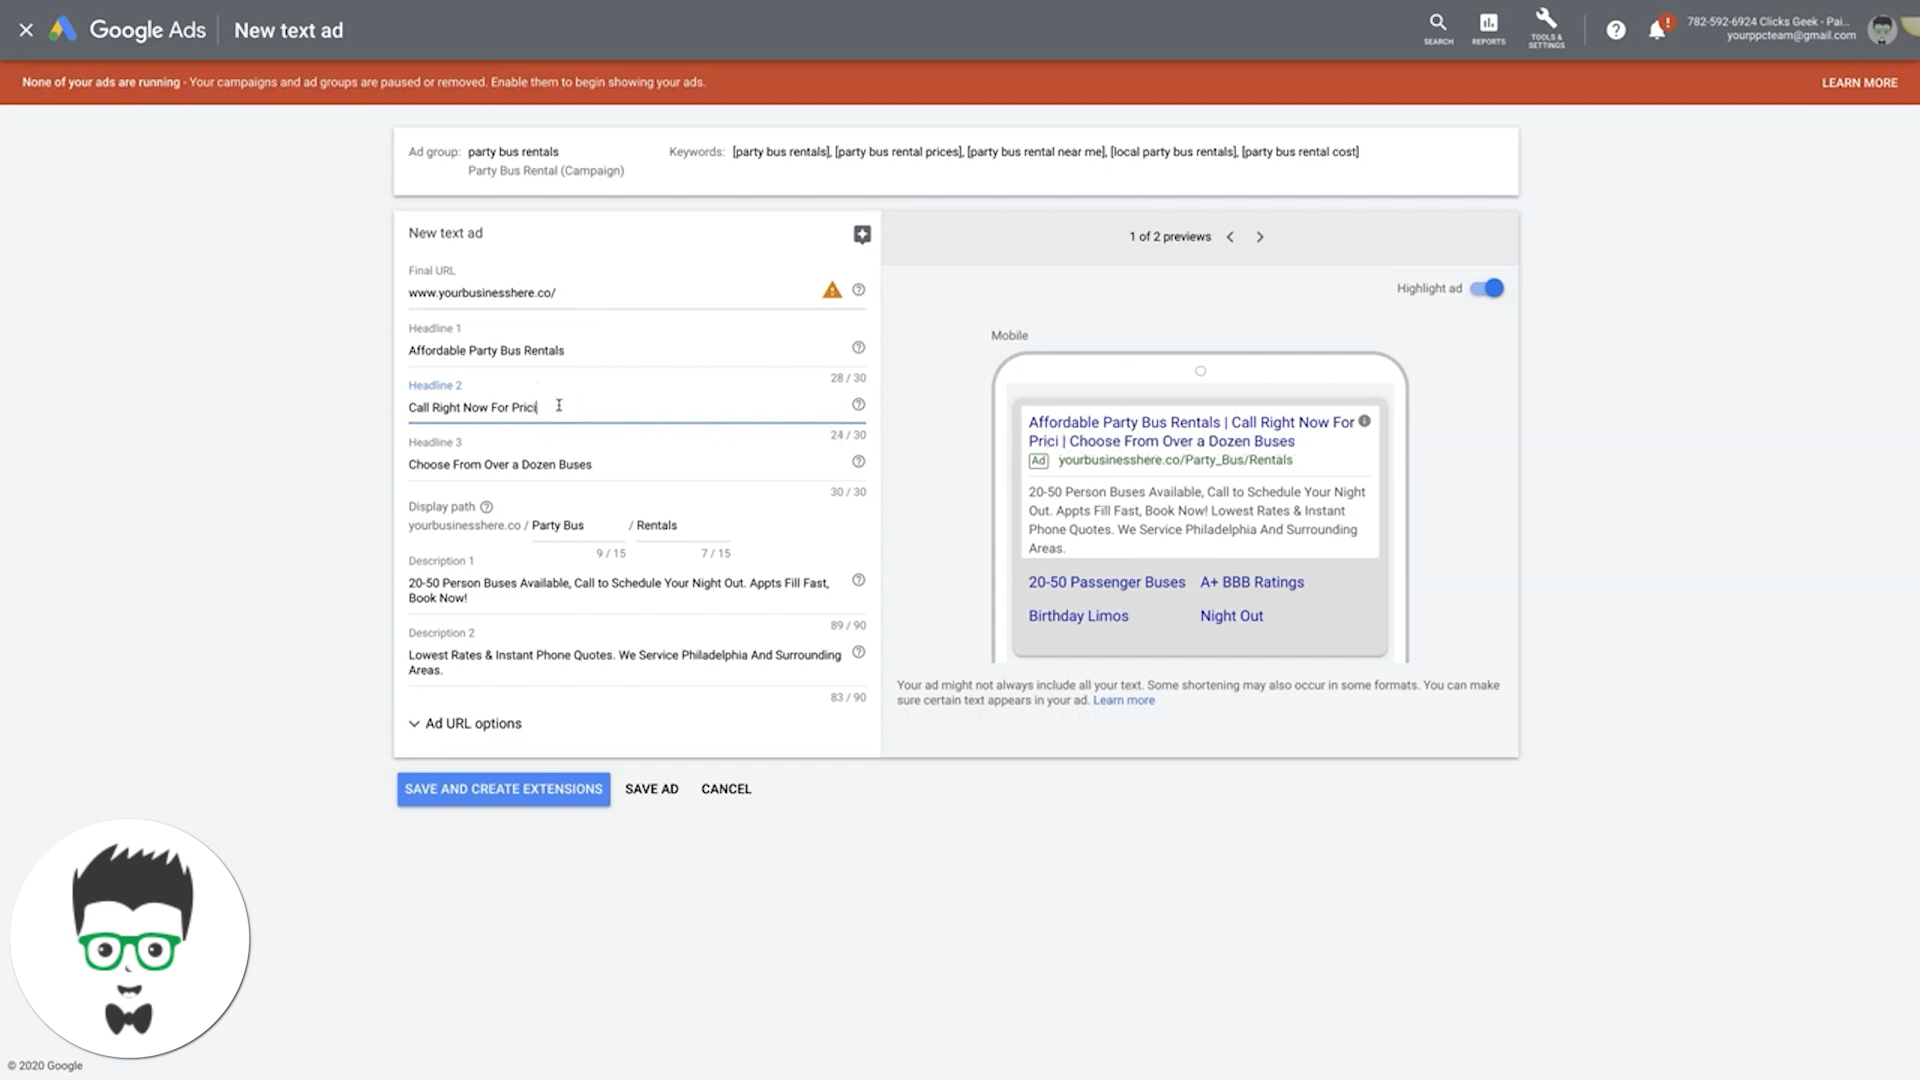 Google Ads New text ad
SEARCH
REPORTS
TOOLS &
SETTINGS
782-592-6924 Clicks Geek - Pai...
yourppcteam@gmail.com
None of your ads are running - Your campaigns and ad groups are paused or removed. Enable them to begin showing your ads.
LEARN MORE
Ad group: party bus rentals
Party Bus Rental (Campaign)
Keywords: [party bus rentals], [party bus rental prices], [party bus rental near me], [local party bus rentals], [party bus rental cost]
New text ad
Final URL
www.yourbusinesshere.co/
Headline 1
Affordable Party Bus Rentals
28 / 30
Headline 2
Call Right Now For Prici
24 / 30
Headline 3
Choose From Over a Dozen Buses
30 / 30
Display path
yourbusinesshere.co / Party Bus / Rentals
9 / 15 7 / 15
Description 1
20-50 Person Buses Available, Call to Schedule Your Night Out. Appts Fill Fast,
Book Now!
89 / 90
Description 2
Lowest Rates & Instant Phone Quotes. We Service Philadelphia And Surrounding
Areas.
83 / 90
Ad URL options
1 of 2 previews
Highlight ad
Mobile
Affordable Party Bus Rentals | Call Right Now For
Prici | Choose From Over a Dozen Buses
Ad yourbusinesshere.co/Party_Bus/Rentals
20-50 Person Buses Available, Call to Schedule Your Night
Out. Appts Fill Fast, Book Now! Lowest Rates & Instant
Phone Quotes. We Service Philadelphia And Surrounding
Areas.
20-50 Passenger Buses A+ BBB Ratings
Birthday Limos Night Out
Your ad might not always include all your text. Some shortening may also occur in some formats. You can make
sure certain text appears in your ad. Learn more
SAVE AND CREATE EXTENSIONS SAVE AD CANCEL
© 2020 Google